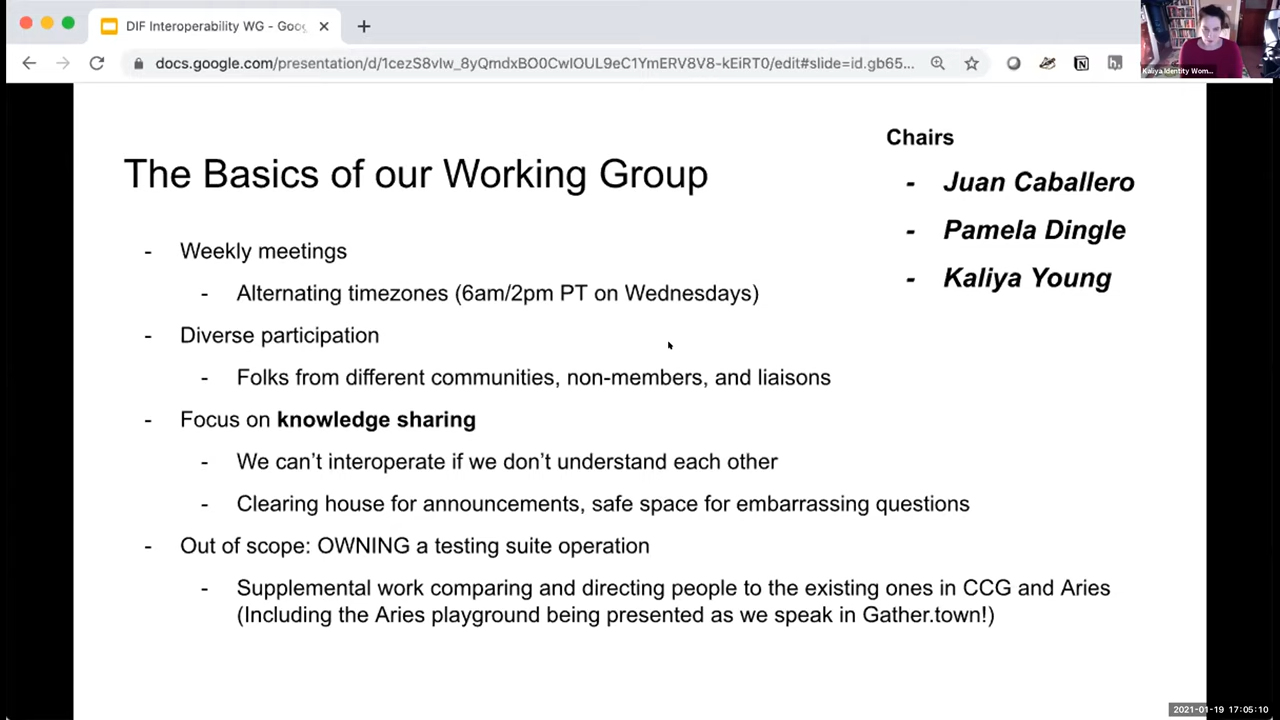 DIF Interoperability WG - Goog
docs.google.com/presentation/d/1cezS8vlw_8yQmdxBO0CwIOUL9eC1YmERV8V8-kEiRT0/edit#slide=id.gb65...
Kaliya Identity Wom...
Chairs
The Basics of our Working Group
- Juan Caballero
- Pamela Dingle
- Kaliya Young
- Weekly meetings
- Alternating timezones (6am/2pm PT on Wednesdays)
- Diverse participation
- Folks from different communities, non-members, and liaisons
- Focus on knowledge sharing
- We can't interoperate if we don't understand each other
- Clearing house for announcements, safe space for embarrassing questions
- Out of scope: OWNING a testing suite operation
- Supplemental work comparing and directing people to the existing ones in CCG and Aries
(Including the Aries playground being presented as we speak in Gather.town!)
2021-01-19 17:05:10